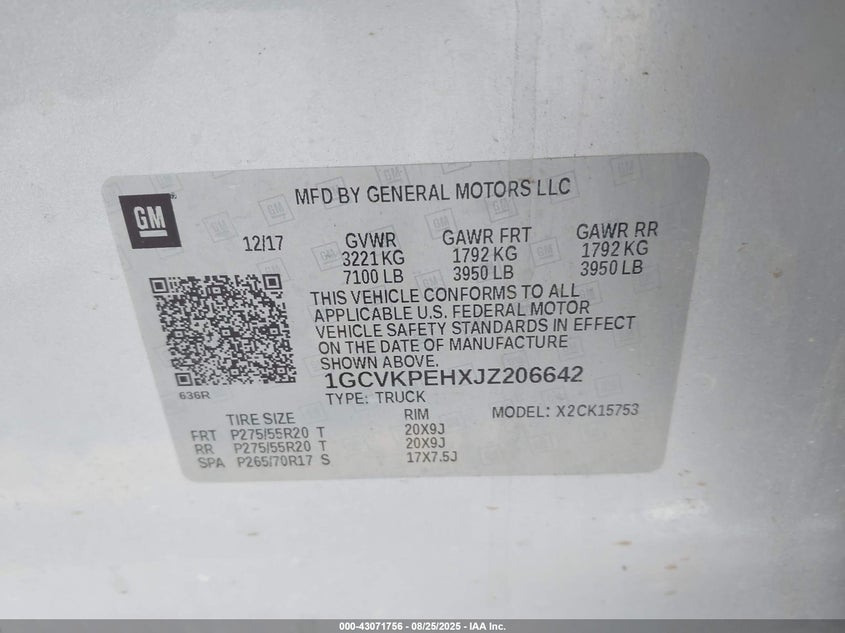 GM
MFD BY GENERAL MOTORS LLC
12/17
GVWR
3221 KG
7100 LB
GAWR FRT
1792 KG
3950 LB
GAWR RR
1792 KG
3950 LB
THIS VEHICLE CONFORMS TO ALL
APPLICABLE U.S. FEDERAL MOTOR
VEHICLE SAFETY STANDARDS IN EFFECT
ON THE DATE OF MANUFACTURE
SHOWN ABOVE.
1GCVKPEHXJZ206642
636R
TYPE: TRUCK
MODEL: X2CK15753
TIRE SIZE RIM
FRT P275/55R20 T 20X9J
RR P275/55R20 T 20X9J
SPA P265/70R17 S 17X7.5J
000-43071756 - 08/25/2025 - IAA Inc.